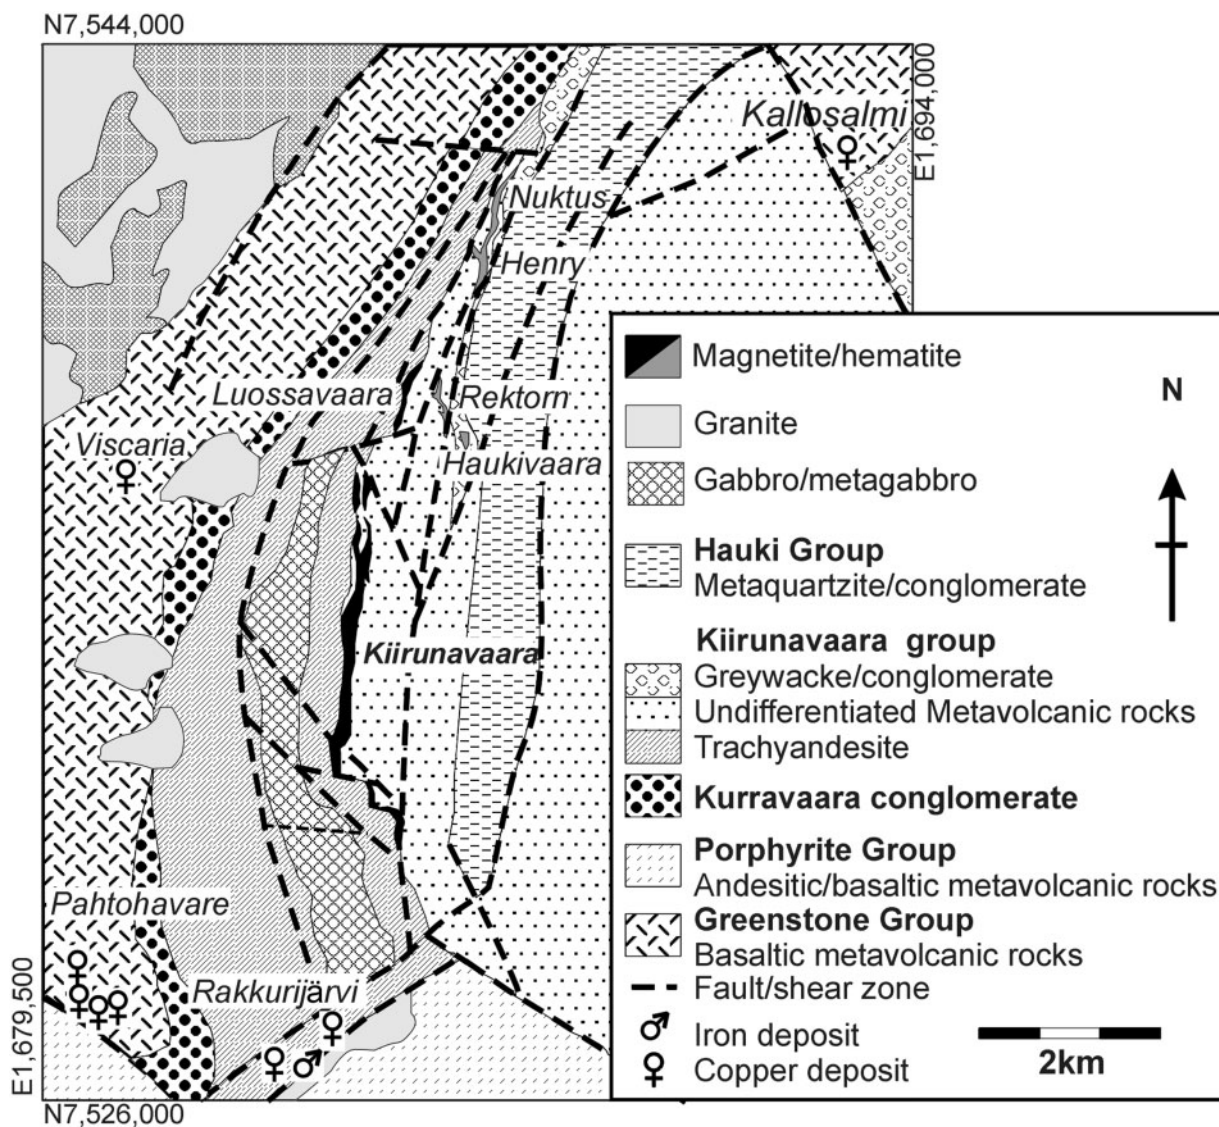 N7,544,000
E1,694,000
Kallosalmi
Nuktus
Henry
Luossavaara
Rektorn
Viscaria
Haukivaara
Kiirunavaara
Pahtohavare
Rakkurijärvi
E1,679,500
N7,526,000
Magnetite/hematite
N
Granite
Gabbro/metagabbro
Hauki Group
Metaquartzite/conglomerate
Kiirunavaara group
Greywacke/conglomerate
Undifferentiated Metavolcanic rocks
Trachyandesite
Kurravaara conglomerate
Porphyrite Group
Andesitic/basaltic metavolcanic rocks
Greenstone Group
Basaltic metavolcanic rocks
Fault/shear zone
Iron deposit
Copper deposit
2km